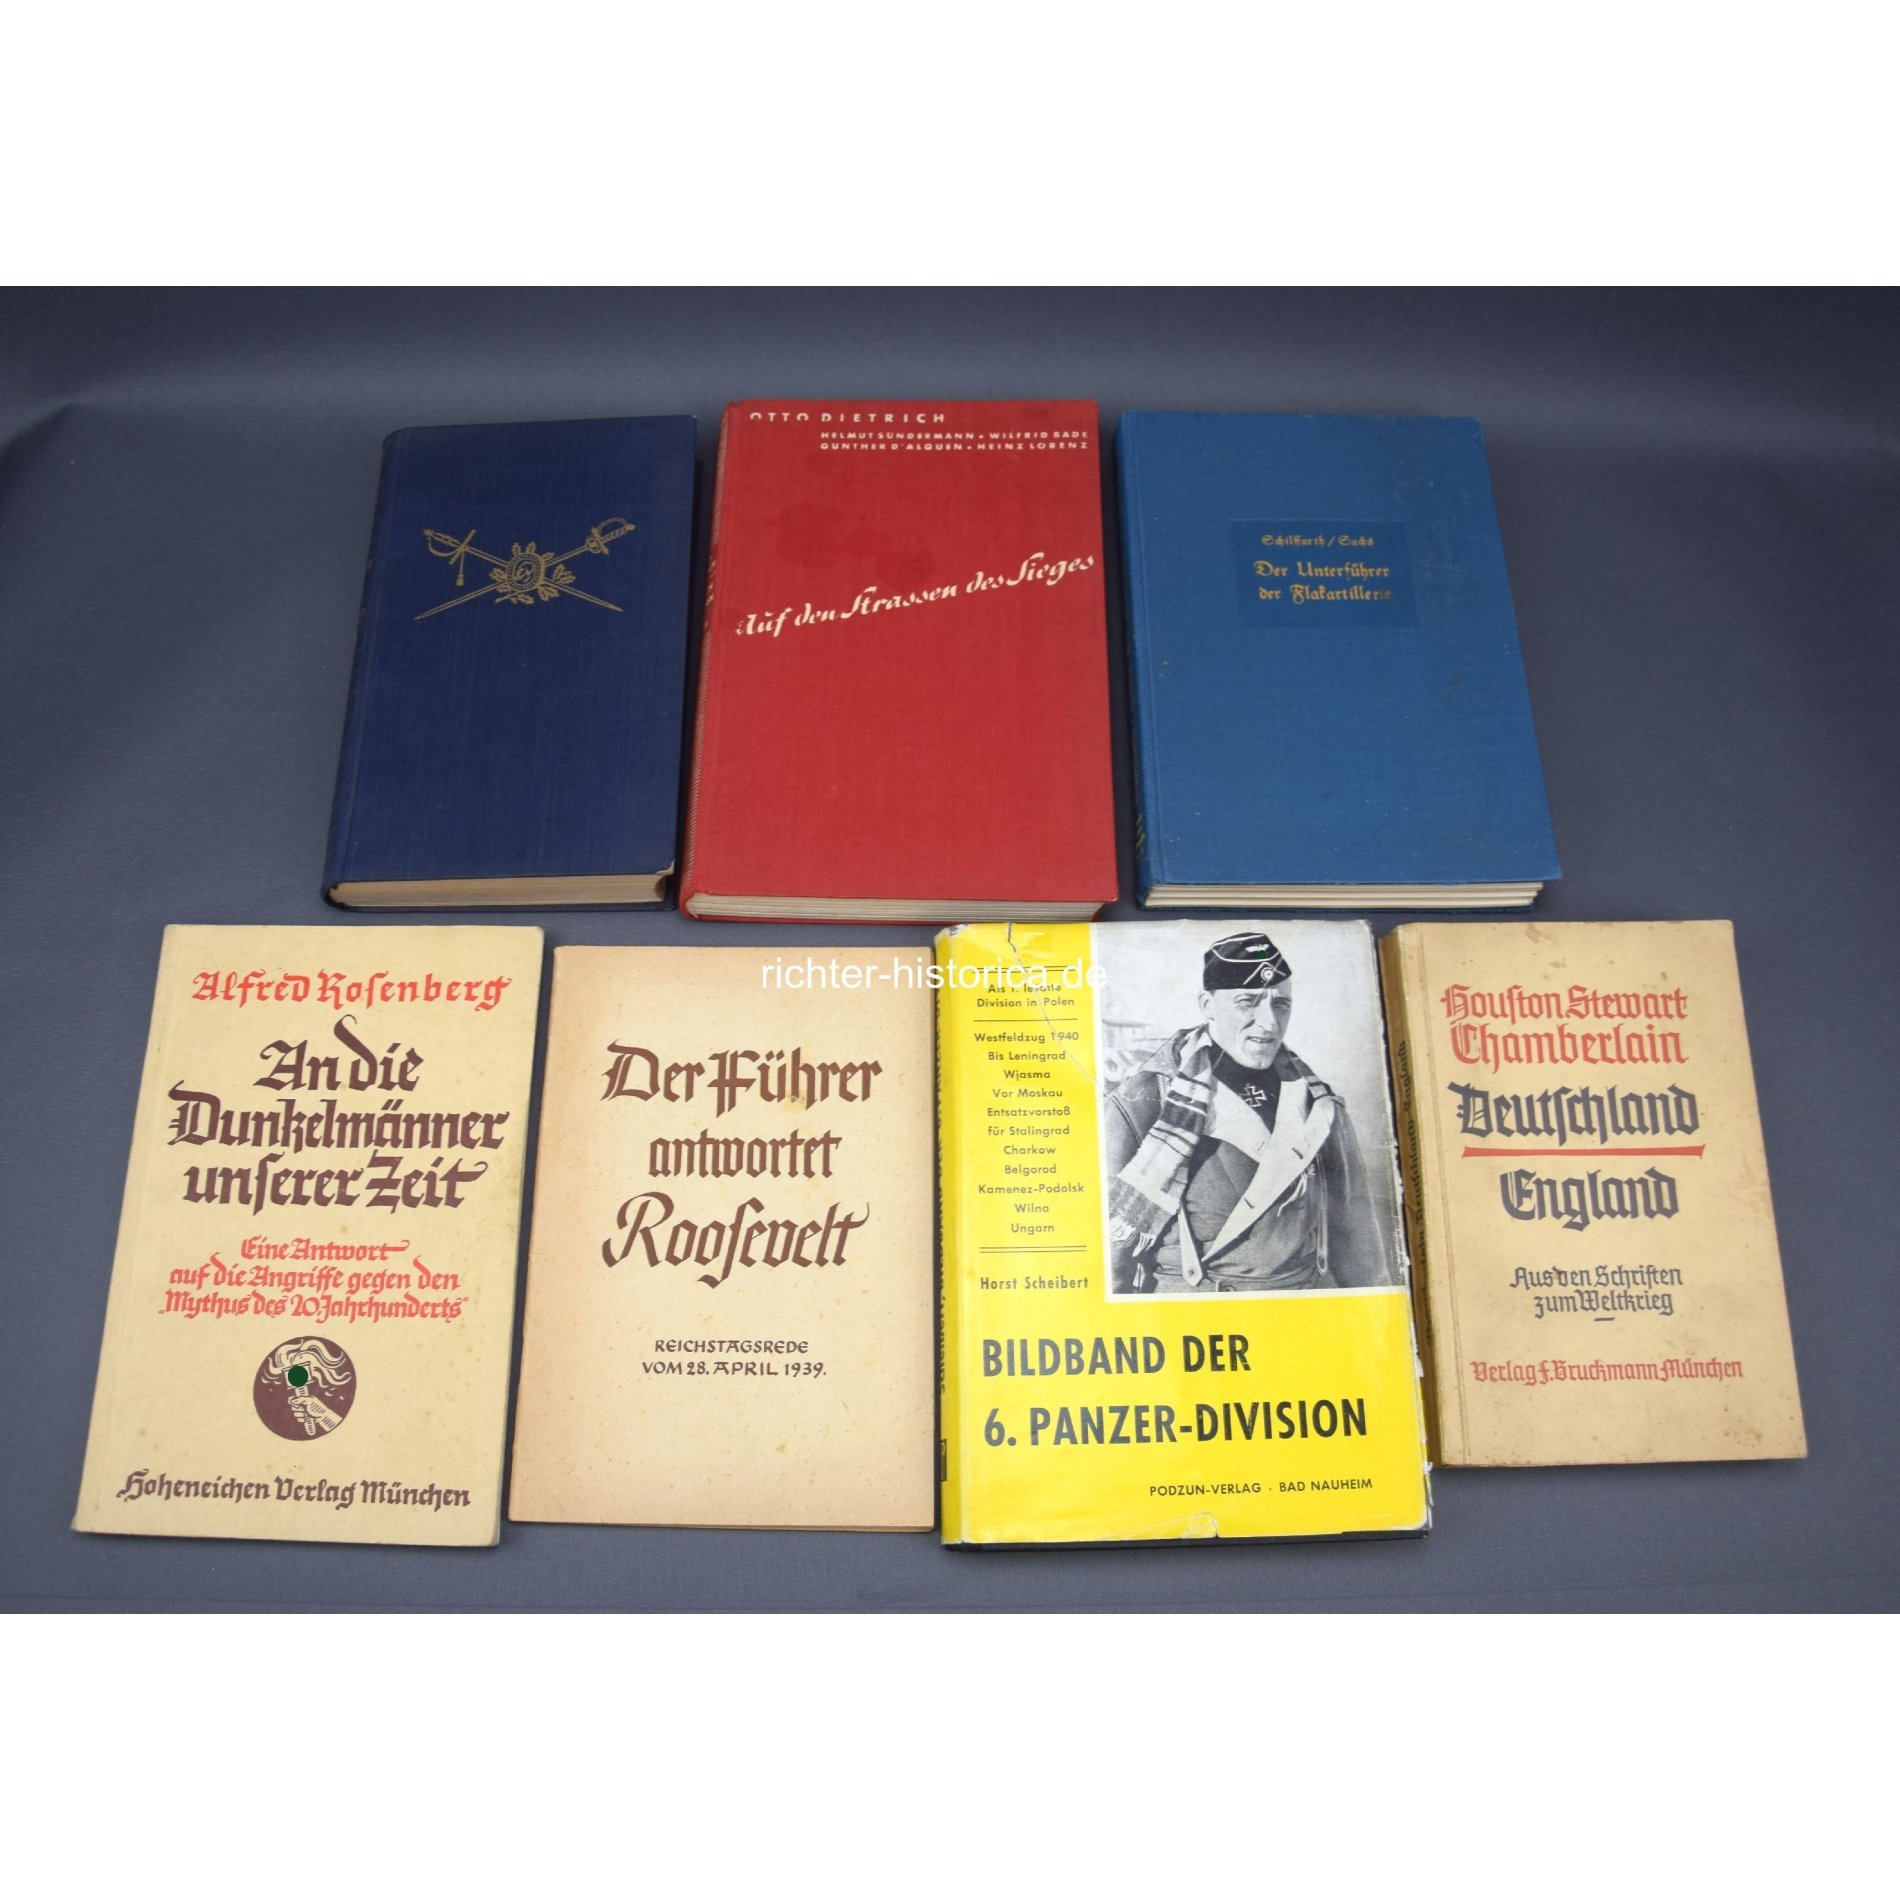 OTTO DIETRICH
HELMUT SÜNDERMANN • WILFRID BADE
GUNTHER D'ALQUEN • HEINZ LORENZ
Auf den Strassen des Sieges
Schilffarth/Sachs
Der Unterführer
der Flakartillerie
Alfred Rosenberg
An die
Dunkelmänner
unserer Zeit
Eine Antwort
auf die Angriffe gegen den
„Mythus des 20. Jahrhunderts"
Hoheneichen Verlag München
Der Führer
antwortet
Roosevelt
REICHSTAGSREDE
VOM 28. APRIL 1939.
richter-historica.de
Als 1. leichte
Division in Polen
Westfeldzug 1940
Bis Leningrad
Wjasma
Vor Moskau
Entsatzvorstoß
für Stalingrad
Charkow
Belgorod
Kamenez-Podolsk
Wilna
Ungarn
Horst Scheibert
BILDBAND DER
6. PANZER-DIVISION
PODZUN-VERLAG · BAD NAUHEIM
Houston Stewart
Chamberlain
Deutschland
England
Aus den Schriften
zum Weltkrieg
Verlag F. Bruckmann München